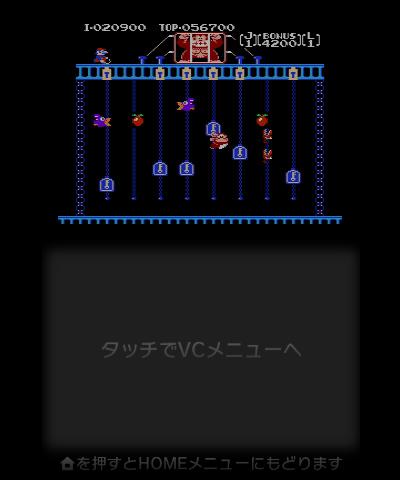 I-020900 TOP-056700
J BONUS L
1 4200 1
タッチでVCメニューへ
を押すとHOMEメニューにもどります